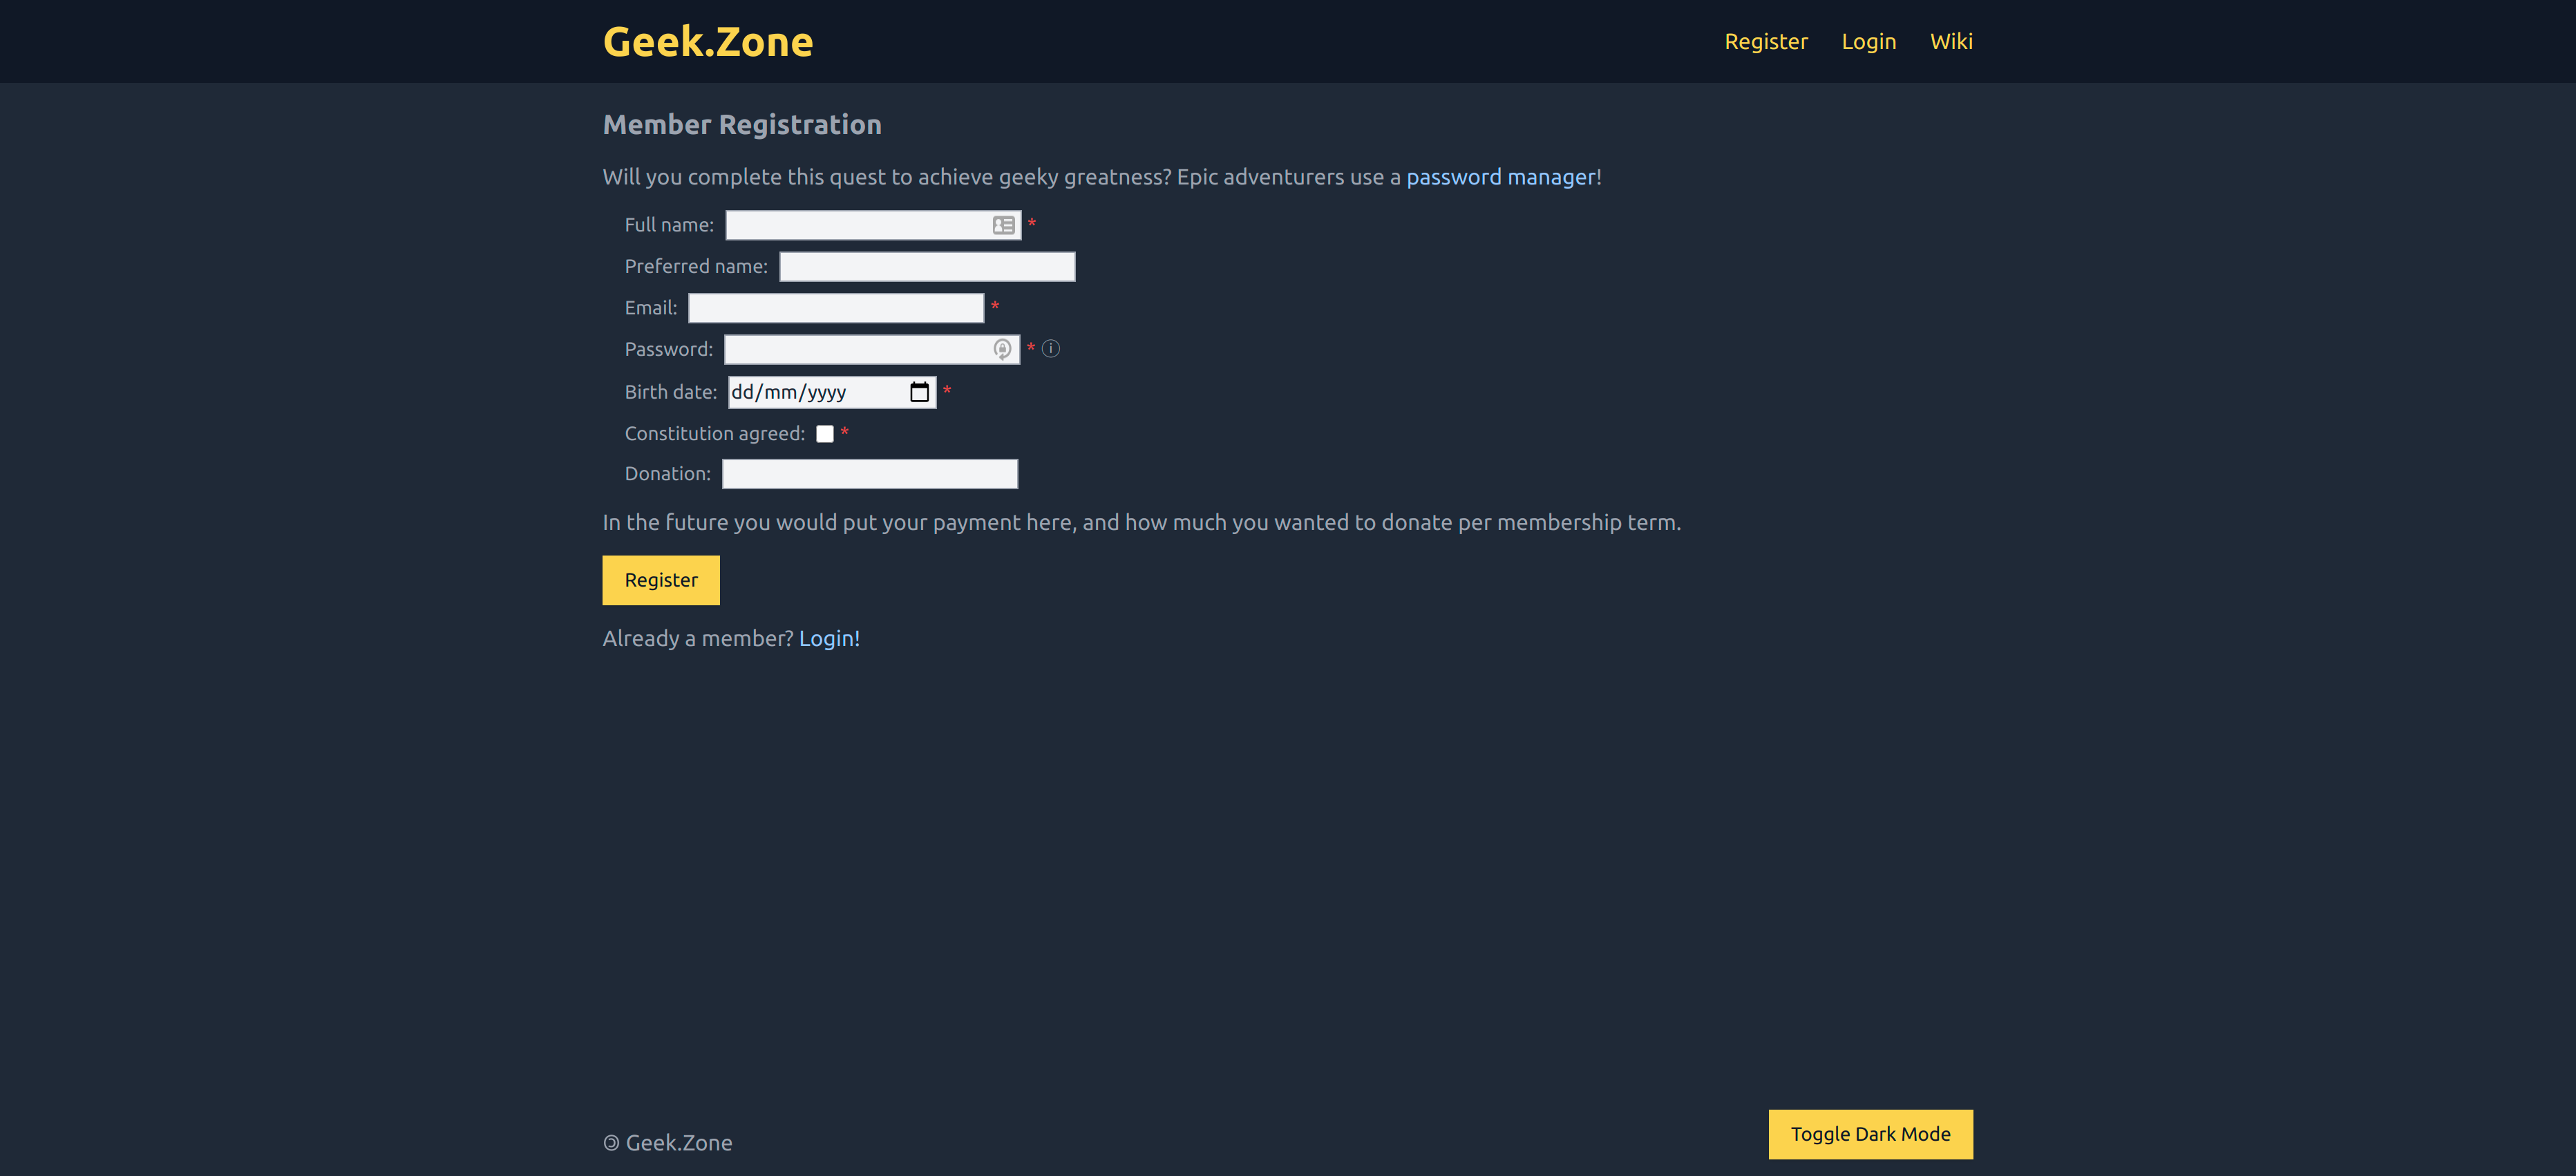 Geek.Zone
Register Login Wiki
Member Registration
Will you complete this quest to achieve geeky greatness? Epic adventurers use a password manager!
Full name: *
Preferred name:
Email: *
Password: * ⓘ
Birth date: dd/mm/yyyy *
Constitution agreed: *
Donation:
In the future you would put your payment here, and how much you wanted to donate per membership term.
Register
Already a member? Login!
🄯 Geek.Zone
Toggle Dark Mode